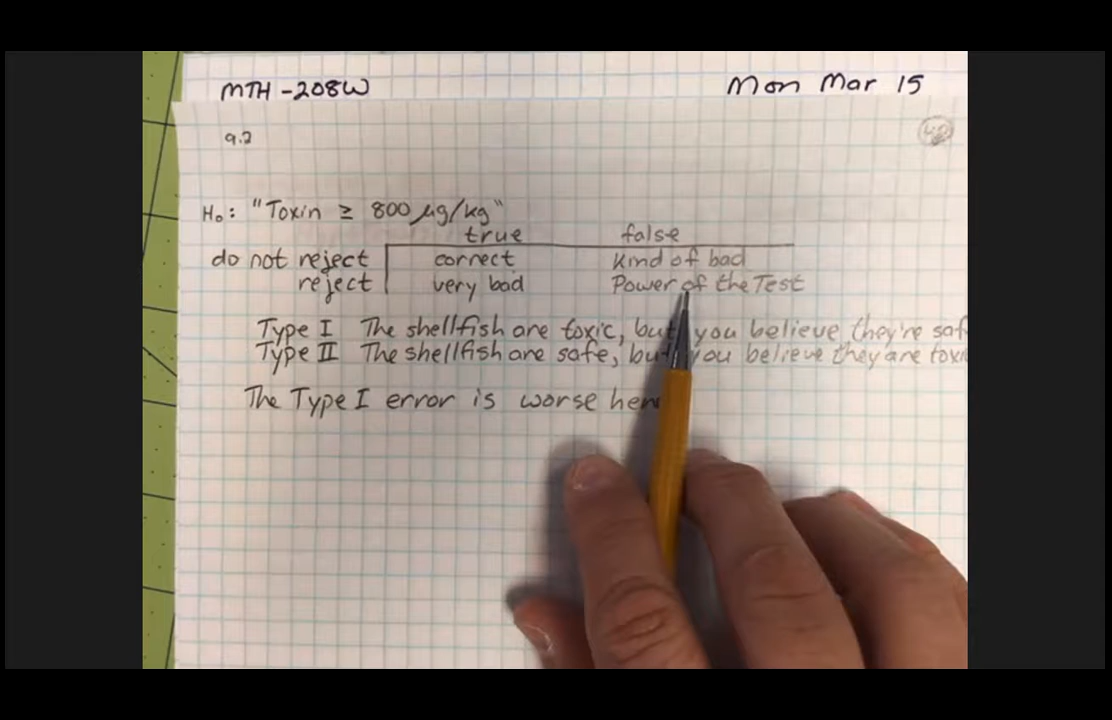 MTH-208W Mon Mar 15
9.2 42
H₀: "Toxin ≥ 800 µg/kg"
true false
do not reject correct Kind of bad
reject very bad Power of the Test
Type I The shellfish are toxic, but you believe they're saf
Type II The shellfish are safe, but you believe they are toxi
The Type I error is worse here